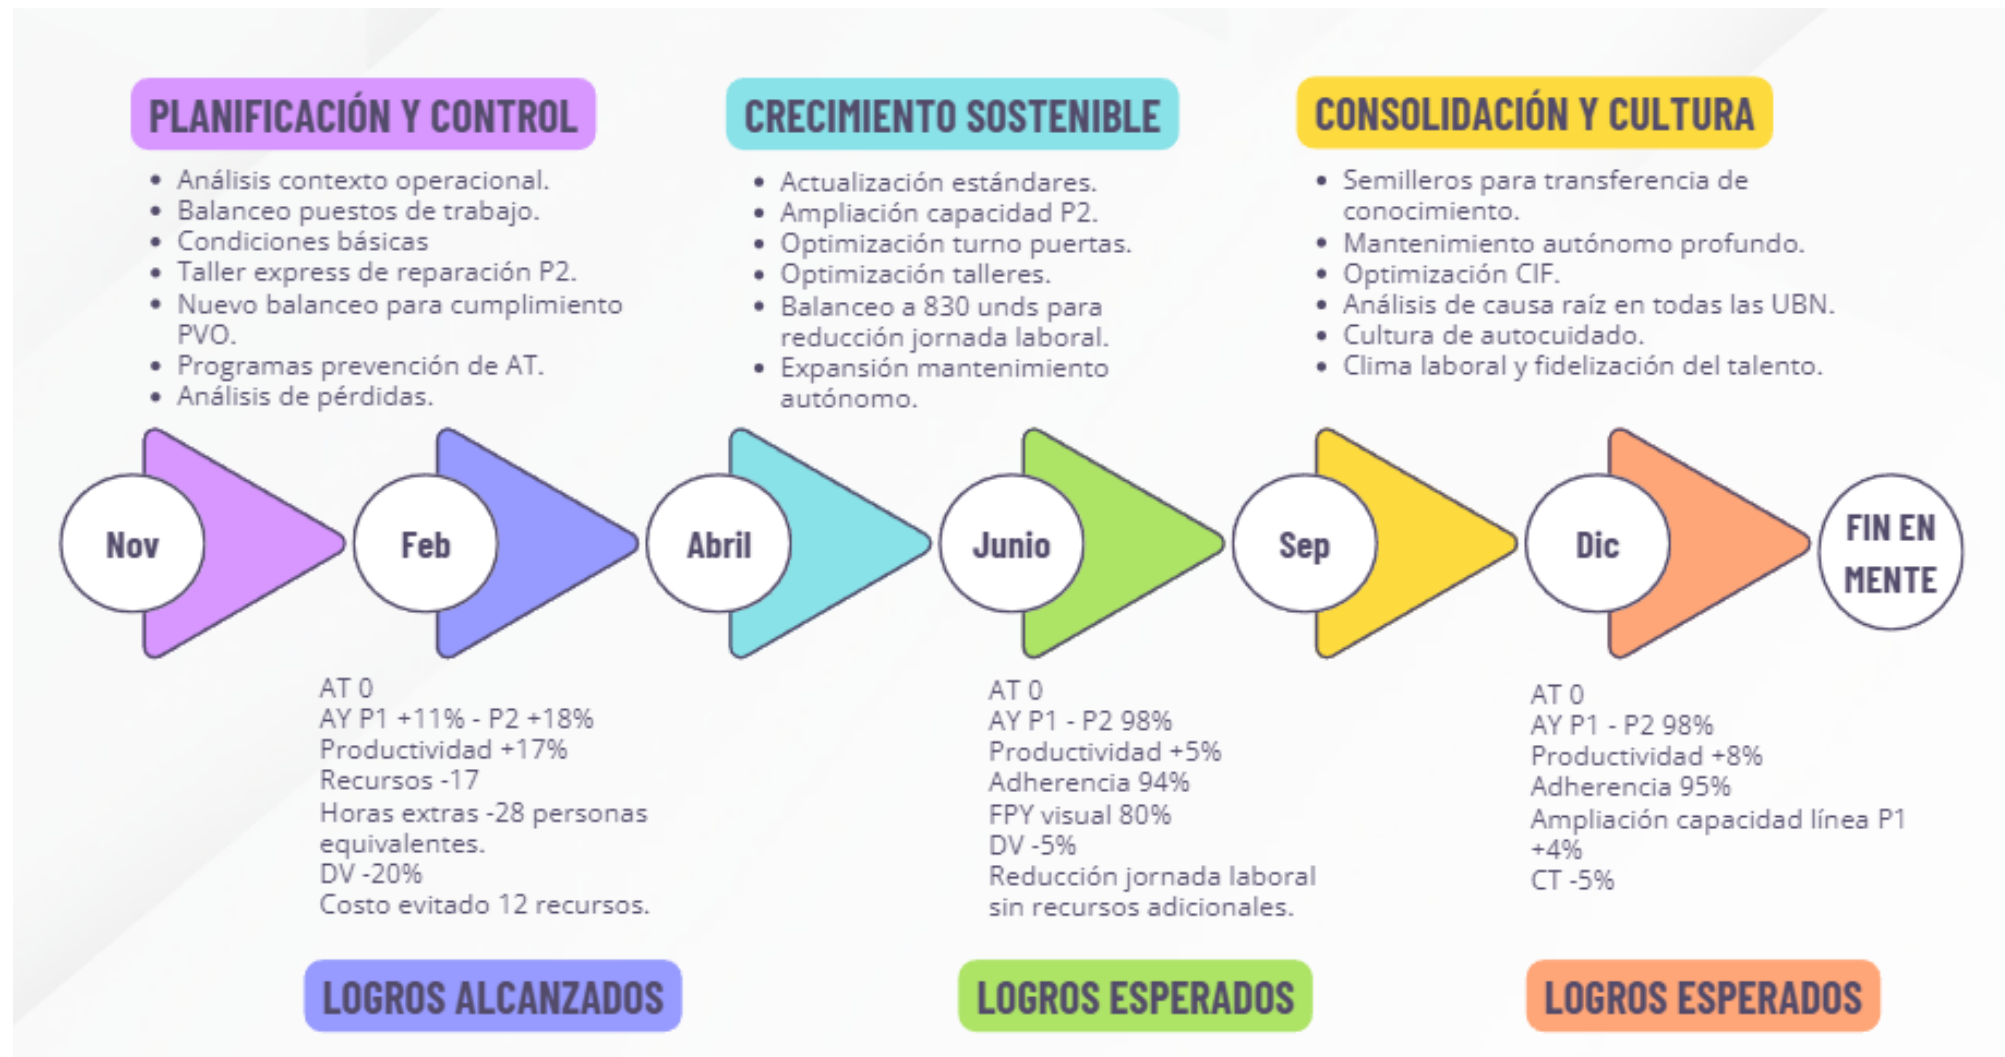 PLANIFICACIÓN Y CONTROL
• Análisis contexto operacional.
• Balanceo puestos de trabajo.
• Condiciones básicas
• Taller express de reparación P2.
• Nuevo balanceo para cumplimiento
PVO.
• Programas prevención de AT.
• Análisis de pérdidas.
CRECIMIENTO SOSTENIBLE
• Actualización estándares.
• Ampliación capacidad P2.
• Optimización turno puertas.
• Optimización talleres.
• Balanceo a 830 unds para
reducción jornada laboral.
• Expansión mantenimiento
autónomo.
CONSOLIDACIÓN Y CULTURA
• Semilleros para transferencia de
conocimiento.
• Mantenimiento autónomo profundo.
• Optimización CIF.
• Análisis de causa raíz en todas las UBN.
• Cultura de autocuidado.
• Clima laboral y fidelización del talento.
Nov
Feb
Abril
Junio
Sep
Dic
FIN EN
MENTE
AT 0
AY P1 +11% - P2 +18%
Productividad +17%
Recursos -17
Horas extras -28 personas
equivalentes.
DV -20%
Costo evitado 12 recursos.
LOGROS ALCANZADOS
AT 0
AY P1 - P2 98%
Productividad +5%
Adherencia 94%
FPY visual 80%
DV -5%
Reducción jornada laboral
sin recursos adicionales.
LOGROS ESPERADOS
AT 0
AY P1 - P2 98%
Productividad +8%
Adherencia 95%
Ampliación capacidad línea P1
+4%
CT -5%
LOGROS ESPERADOS